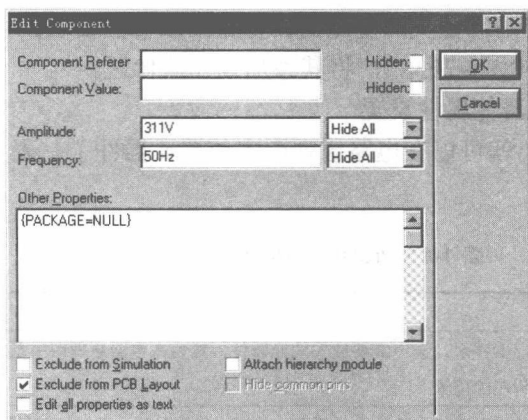 Edit Component
Component Referer
Hidden:
OK
Component Value:
Hidden:
Cancel
Amplitude:
311V
Hide All
Frequency:
50Hz
Hide All
Other Properties:
{PACKAGE=NULL}
Exclude from Simulation
Attach hierarchy module
Exclude from PCB Layout
Hide common pins
Edit all properties as text